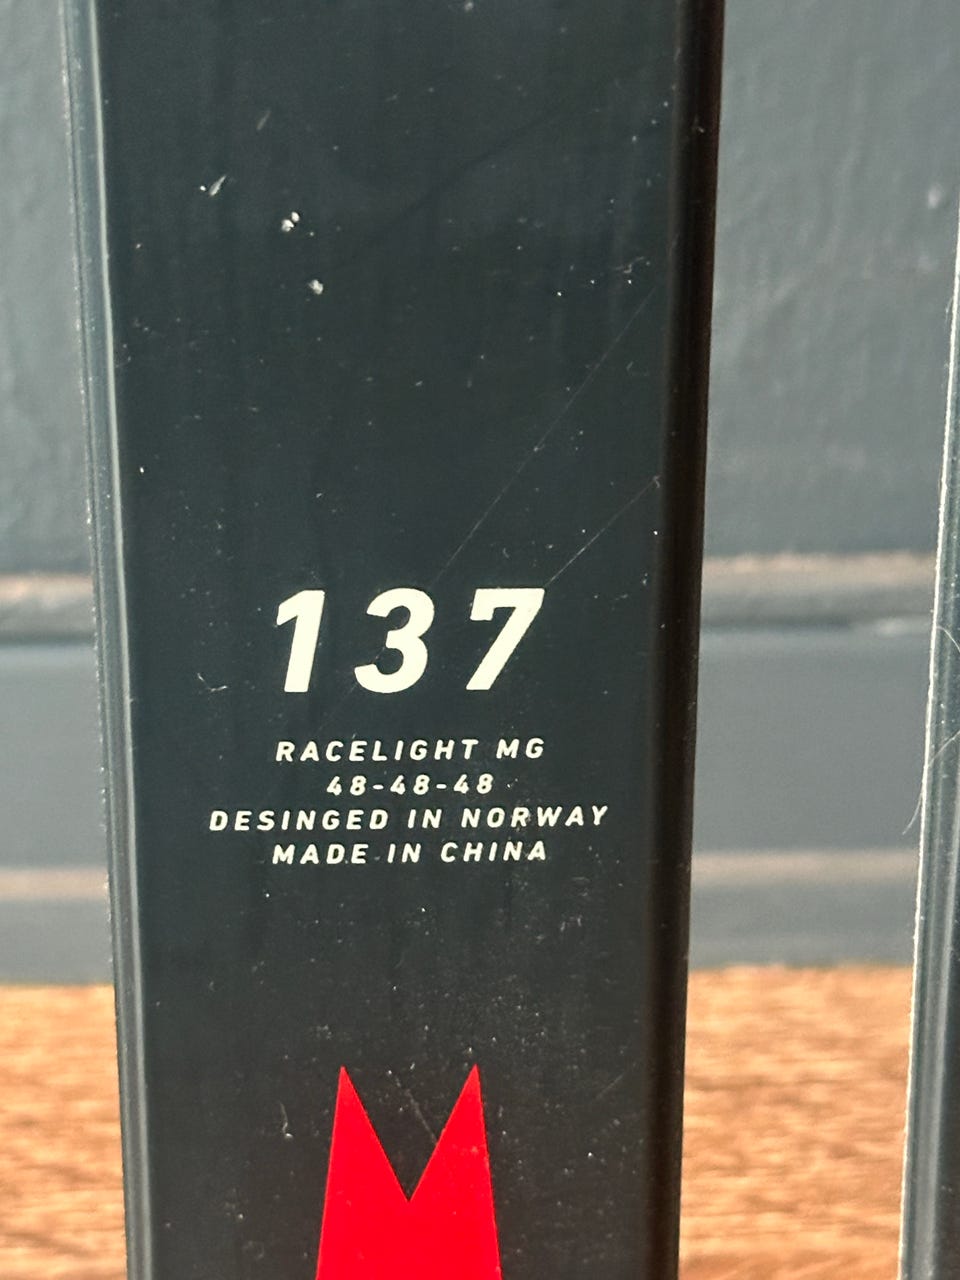 137
RACELIGHT MG
48-48-48
DESINGED IN NORWAY
MADE IN CHINA